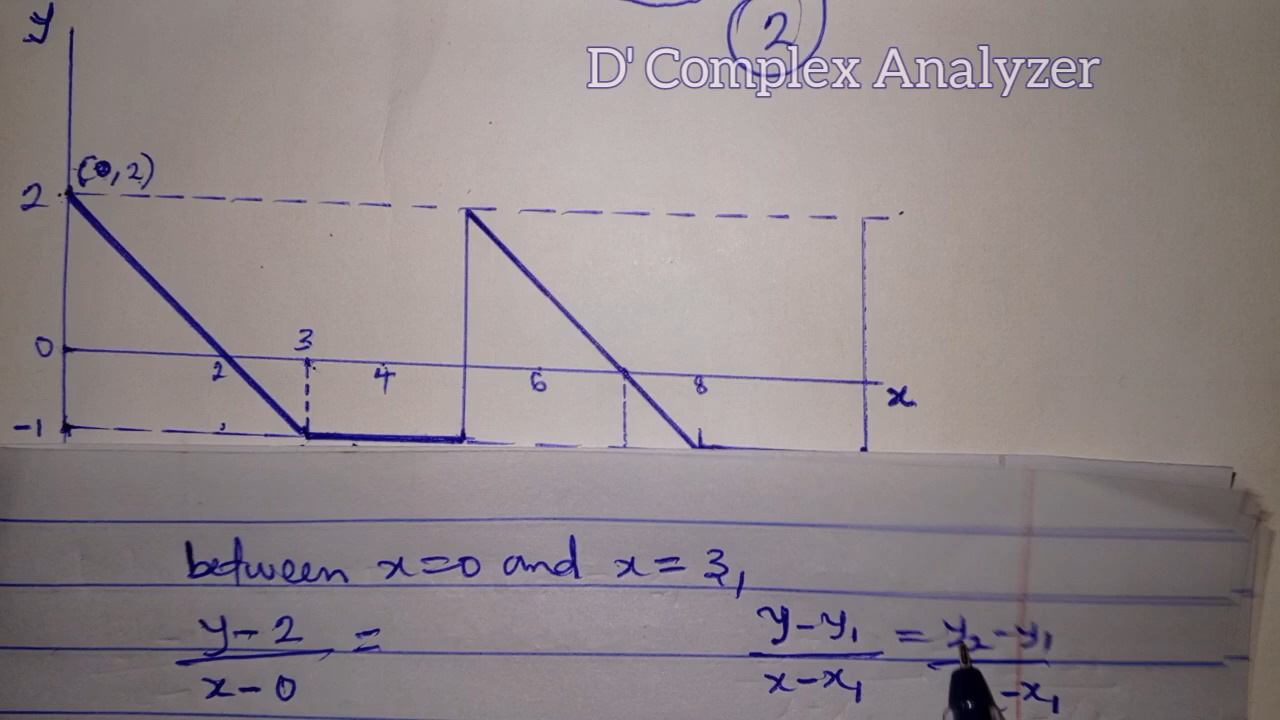 2
D' Complex Analyzer
y
(0,2)
2
3
0
2 4 6 8
x
-1
between x=0 and x=3,
y-2 / x-0 =
y-y₁ / x-x₁ = y₂-y₁ / -x₁